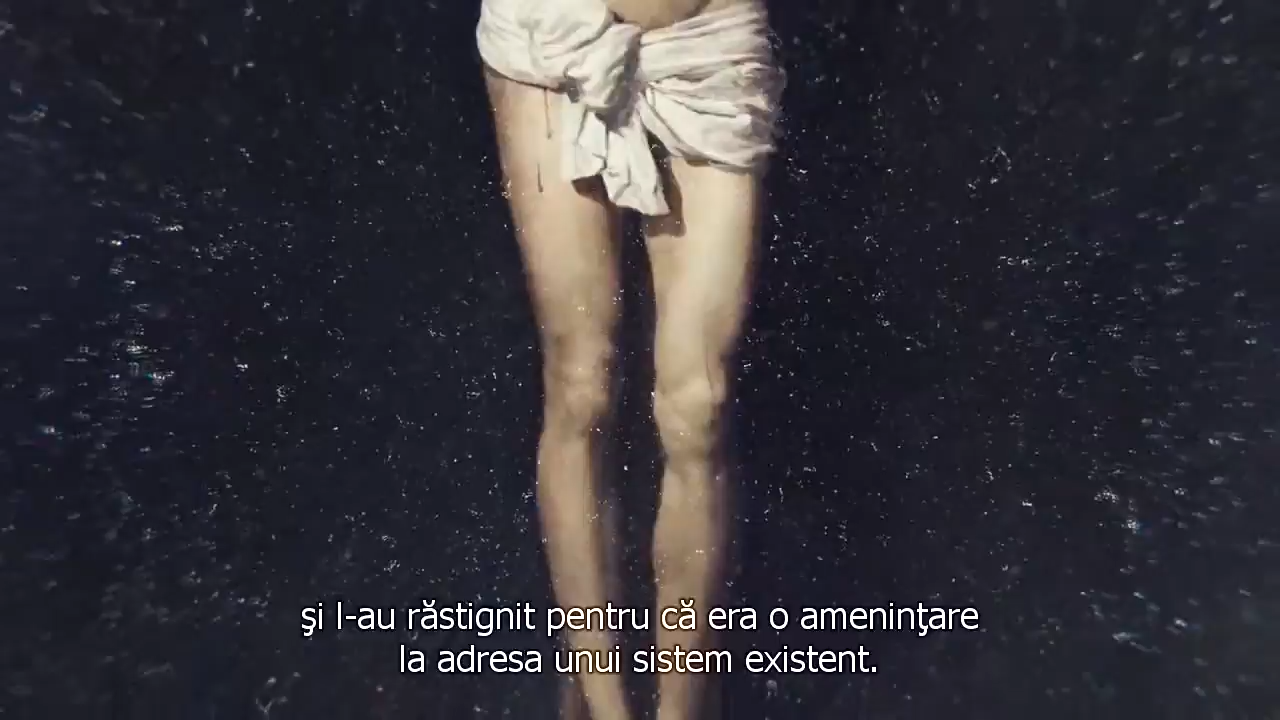 şi l-au răstignit pentru că era o ameninţare
la adresa unui sistem existent.